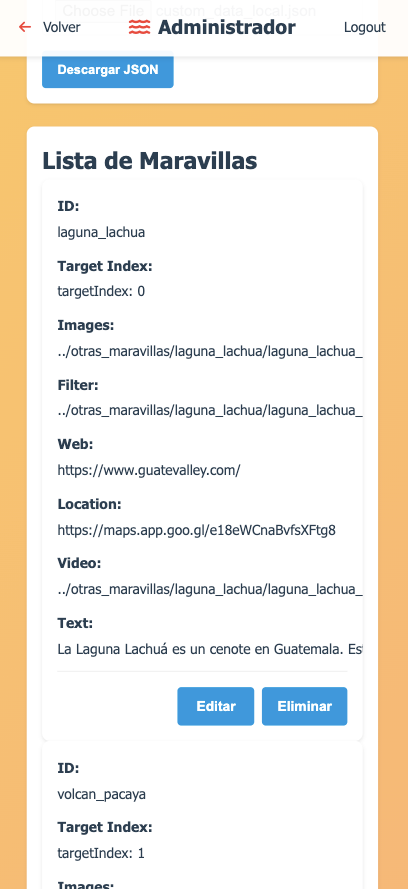 Choose File custom_data_local.json
Volver
Administrador
Logout
Descargar JSON
Lista de Maravillas
ID:
laguna_lachua
Target Index:
targetIndex: 0
Images:
../otras_maravillas/laguna_lachua/laguna_lachua_
Filter:
../otras_maravillas/laguna_lachua/laguna_lachua_
Web:
https://www.guatevalley.com/
Location:
https://maps.app.goo.gl/e18eWCnaBvfsXFtg8
Video:
../otras_maravillas/laguna_lachua/laguna_lachua_
Text:
La Laguna Lachuá es un cenote en Guatemala. Es
Editar
Eliminar
ID:
volcan_pacaya
Target Index:
targetIndex: 1
Images: